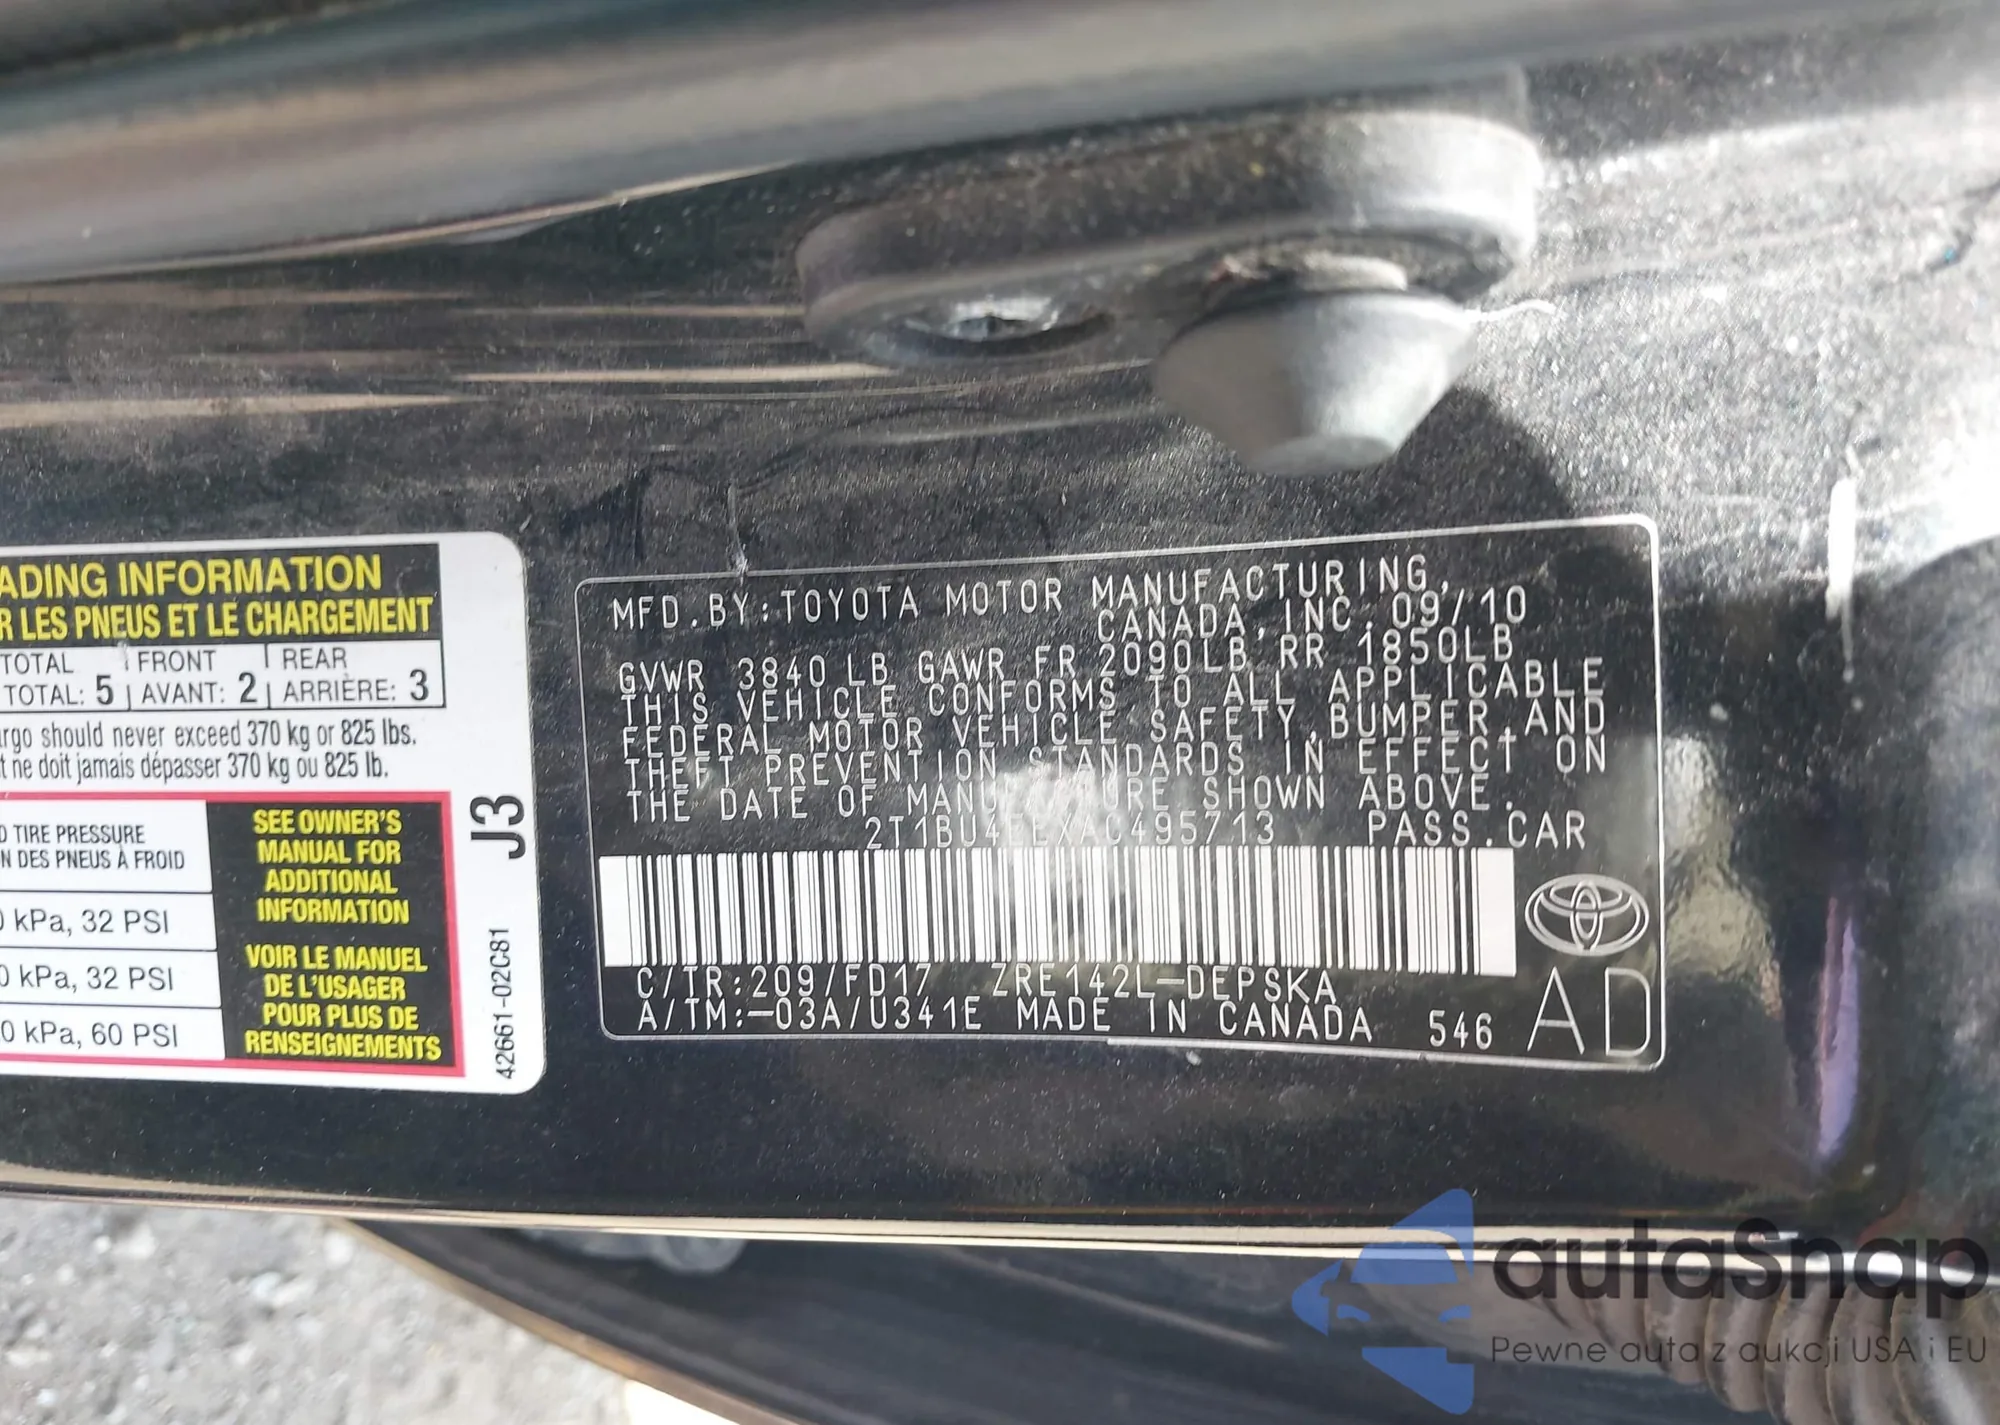 ADING INFORMATION
R LES PNEUS ET LE CHARGEMENT
TOTAL FRONT REAR
TOTAL: 5 AVANT: 2 ARRIÈRE: 3
rgo should never exceed 370 kg or 825 lbs.
t ne doit jamais dépasser 370 kg ou 825 lb.
D TIRE PRESSURE
N DES PNEUS À FROID
0 kPa, 32 PSI
0 kPa, 32 PSI
0 kPa, 60 PSI
SEE OWNER'S
MANUAL FOR
ADDITIONAL
INFORMATION
VOIR LE MANUEL
DE L'USAGER
POUR PLUS DE
RENSEIGNEMENTS
J3
42661-02C81
MFD.BY:TOYOTA MOTOR MANUFACTURING,
CANADA, INC. 09/10
GVWR 3840 LB GAWR FR 2090LB RR 1850LB
THIS VEHICLE CONFORMS TO ALL APPLICABLE
FEDERAL MOTOR VEHICLE SAFETY,BUMPER,AND
THEFT PREVENTION STANDARDS IN EFFECT ON
THE DATE OF MANUFACTURE SHOWN ABOVE.
2T1BU4EEXAC495713 PASS.CAR
C/TR:209/FD17 ZRE142L-DEPSKA
A/TM:-03A/U341E MADE IN CANADA 546
AD
autaSnap
Pewne auta z aukcji USA i EU